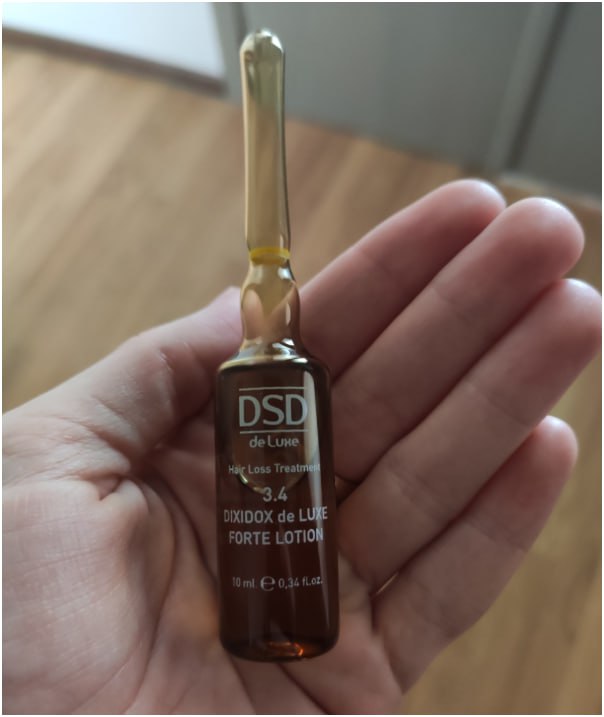 DSD
de Luxe
Hair Loss Treatment
3.4
DIXIDOX de LUXE
FORTE LOTION
10 ml. ℮ 0,34 fl.oz.